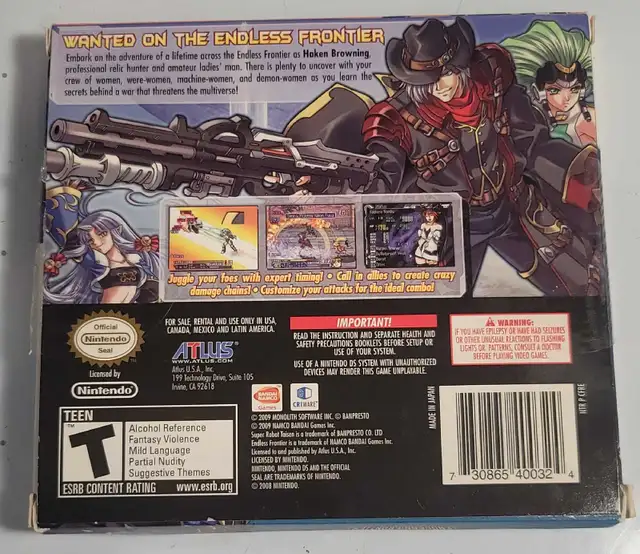 WANTED ON THE ENDLESS FRONTIER
Embark on the adventure of a lifetime across the Endless Frontier as Haken Browning,
professional relic hunter and amateur ladies' man. There is plenty to uncover with your
crew of women, were-women, machine-women, and demon-women as you learn the
secrets behind a war that threatens the multiverse!
Juggle your foes with expert timing! • Call in allies to create crazy
damage chains! • Customize your attacks for the ideal combo!
Official
Nintendo
Seal
Licensed by
Nintendo
FOR SALE, RENTAL AND USE ONLY IN USA,
CANADA, MEXICO AND LATIN AMERICA.
ATLUS
WWW.ATLUS.COM
Atlus U.S.A., Inc.
199 Technology Drive, Suite 105
Irvine, CA 92618
IMPORTANT!
READ THE INSTRUCTION AND SEPARATE HEALTH AND
SAFETY PRECAUTIONS BOOKLETS BEFORE SETUP OR
USE OF YOUR SYSTEM.
USE OF A NINTENDO DS SYSTEM WITH UNAUTHORIZED
DEVICES MAY RENDER THIS GAME UNPLAYABLE.
WARNING:
IF YOU HAVE EPILEPSY OR HAVE HAD SEIZURES
OR OTHER UNUSUAL REACTIONS TO FLASHING
LIGHTS OR PATTERNS, CONSULT A DOCTOR
BEFORE PLAYING VIDEO GAMES.
BANDAI
NAMCO
Games
CRIWARE
© 2009 MONOLITH SOFTWARE INC. © BANPRESTO
© 2009 NAMCO BANDAI Games Inc.
Super Robot Taisen is a trademark of BANPRESTO CO. LTD
Endless Frontier is a trademark of NAMCO BANDAI Games Inc.
Licensed to and published by Atlus U.S.A., Inc.
LICENSED BY NINTENDO.
NINTENDO, NINTENDO DS AND THE OFFICIAL
SEAL ARE TRADEMARKS OF NINTENDO.
© 2008 NINTENDO.
MADE IN JAPAN
NTR P CFRE
7 30865 40032 4
TEEN
T
TM
Alcohol Reference
Fantasy Violence
Mild Language
Partial Nudity
Suggestive Themes
ESRB CONTENT RATING www.esrb.org